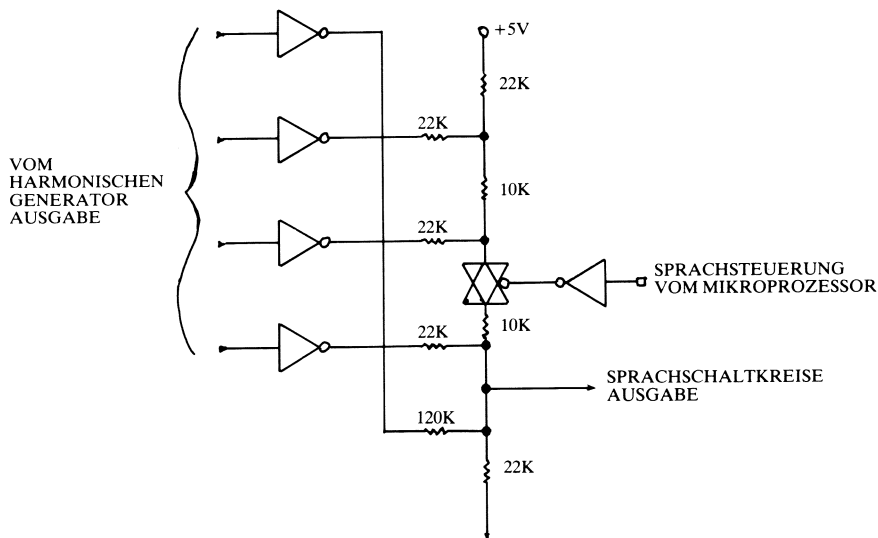 +5V
22K
22K
VOM
HARMONISCHEN
GENERATOR
AUSGABE
10K
22K
SPRACHSTEUERUNG
VOM MIKROPROZESSOR
10K
22K
SPRACHSCHALTKREISE
AUSGABE
120K
22K